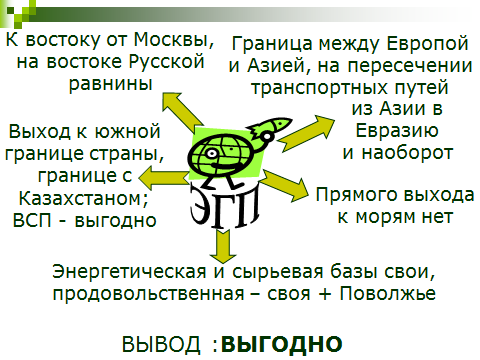 К востоку от Москвы,
на востоке Русской
равнины
Граница между Европой
и Азией, на пересечении
транспортных путей
из Азии в
Евразию
и наоборот
Выход к южной
границе страны,
границе с
Казахстаном;
ВСП - выгодно
ЭГП
Прямого выхода
к морям нет
Энергетическая и сырьевая базы свои,
продовольственная – своя + Поволжье
ВЫВОД :ВЫГОДНО